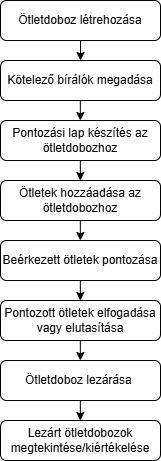 Ötletdoboz létrehozása
Kötelező bírálók megadása
Pontozási lap készítés az
ötletdobozhoz
Ötletek hozzáadása az
ötletdobozhoz
Beérkezett ötletek pontozása
Pontozott ötletek elfogadása
vagy elutasítása
Ötletdoboz lezárása
Lezárt ötletdobozok
megtekintése/kiértékelése